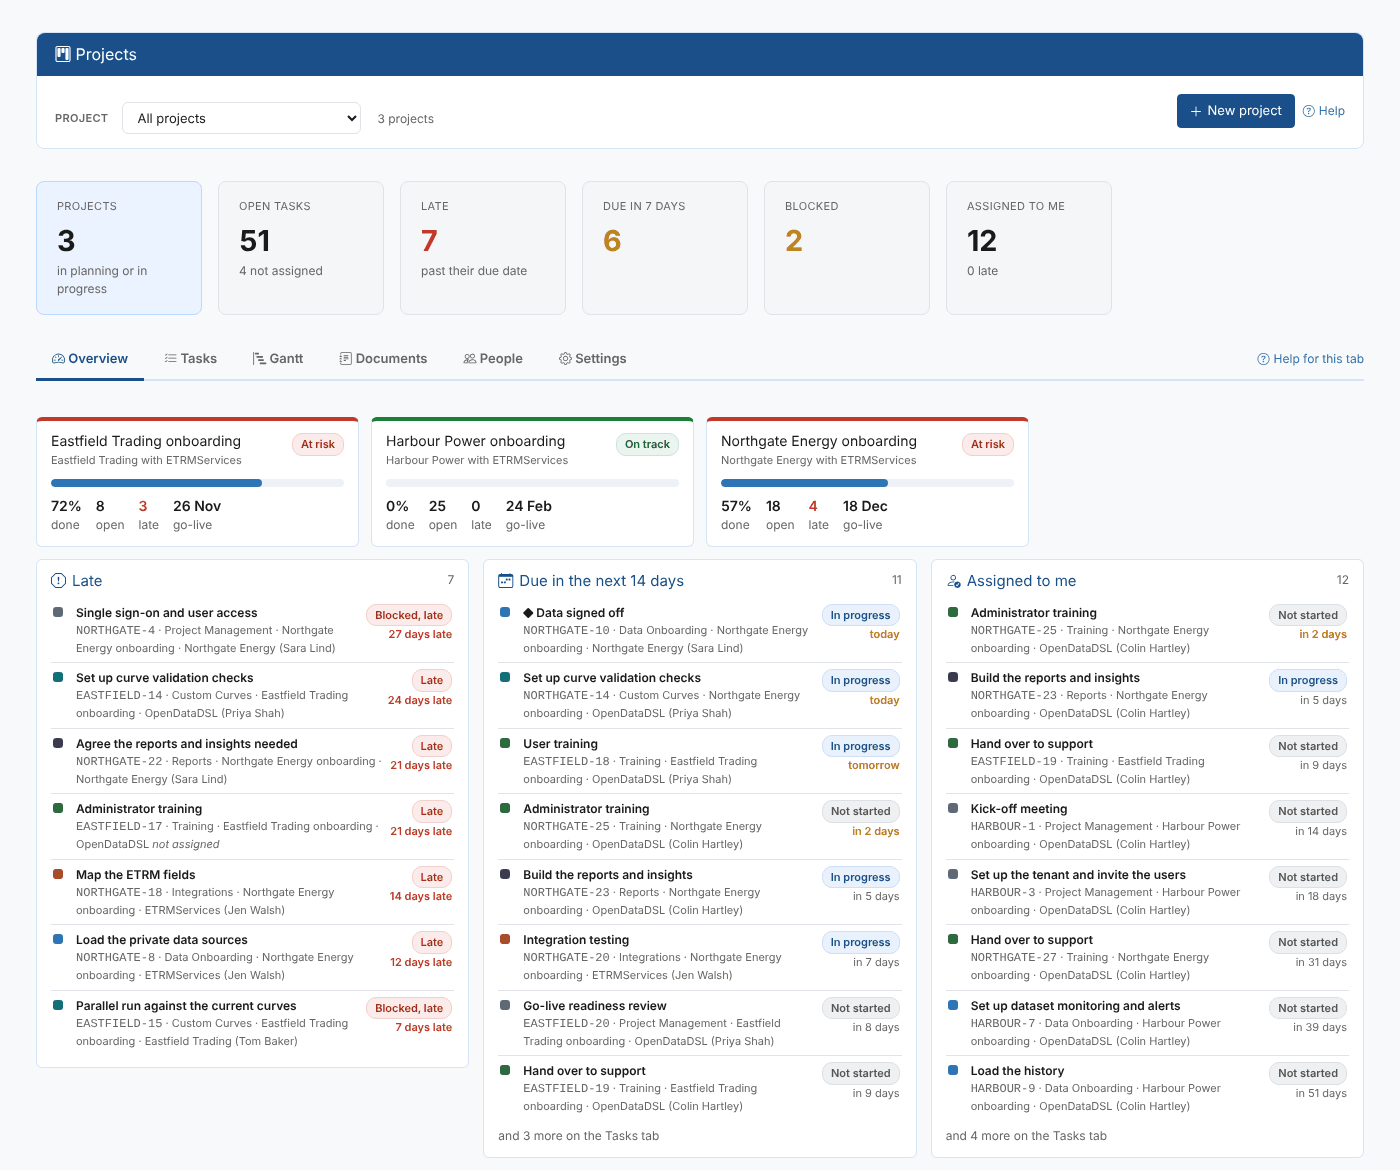 Projects
PROJECT
All projects
3 projects
+ New project
Help
PROJECTS
3
in planning or in
progress
OPEN TASKS
51
4 not assigned
LATE
7
past their due date
DUE IN 7 DAYS
6
BLOCKED
2
ASSIGNED TO ME
12
0 late
Overview
Tasks
Gantt
Documents
People
Settings
Help for this tab
Eastfield Trading onboarding
At risk
Eastfield Trading with ETRMServices
72% 8 3 26 Nov
done open late go-live
Harbour Power onboarding
On track
Harbour Power with ETRMServices
0% 25 0 24 Feb
done open late go-live
Northgate Energy onboarding
At risk
Northgate Energy with ETRMServices
57% 18 4 18 Dec
done open late go-live
Late
7
Single sign-on and user access
Blocked, late
NORTHGATE-4 · Project Management · Northgate
27 days late
Energy onboarding · Northgate Energy (Sara Lind)
Set up curve validation checks
Late
EASTFIELD-14 · Custom Curves · Eastfield Trading
24 days late
onboarding · OpenDataDSL (Priya Shah)
Agree the reports and insights needed
Late
NORTHGATE-22 · Reports · Northgate Energy onboarding ·
21 days late
Northgate Energy (Sara Lind)
Administrator training
Late
EASTFIELD-17 · Training · Eastfield Trading onboarding ·
21 days late
OpenDataDSL not assigned
Map the ETRM fields
Late
NORTHGATE-18 · Integrations · Northgate Energy
14 days late
onboarding · ETRMServices (Jen Walsh)
Load the private data sources
Late
NORTHGATE-8 · Data Onboarding · Northgate Energy
12 days late
onboarding · ETRMServices (Jen Walsh)
Parallel run against the current curves
Blocked, late
EASTFIELD-15 · Custom Curves · Eastfield Trading
7 days late
onboarding · Eastfield Trading (Tom Baker)
Due in the next 14 days
11
◆ Data signed off
In progress
NORTHGATE-10 · Data Onboarding · Northgate Energy
today
onboarding · Northgate Energy (Sara Lind)
Set up curve validation checks
In progress
NORTHGATE-14 · Custom Curves · Northgate Energy
today
onboarding · OpenDataDSL (Priya Shah)
User training
In progress
EASTFIELD-18 · Training · Eastfield Trading
tomorrow
onboarding · OpenDataDSL (Priya Shah)
Administrator training
Not started
NORTHGATE-25 · Training · Northgate Energy
in 2 days
onboarding · OpenDataDSL (Colin Hartley)
Build the reports and insights
In progress
NORTHGATE-23 · Reports · Northgate Energy
in 5 days
onboarding · OpenDataDSL (Colin Hartley)
Integration testing
In progress
NORTHGATE-20 · Integrations · Northgate Energy
in 7 days
onboarding · ETRMServices (Jen Walsh)
Go-live readiness review
Not started
EASTFIELD-20 · Project Management · Eastfield
in 8 days
Trading onboarding · OpenDataDSL (Priya Shah)
Hand over to support
Not started
EASTFIELD-19 · Training · Eastfield Trading
in 9 days
onboarding · OpenDataDSL (Colin Hartley)
and 3 more on the Tasks tab
Assigned to me
12
Administrator training
Not started
NORTHGATE-25 · Training · Northgate Energy
in 2 days
onboarding · OpenDataDSL (Colin Hartley)
Build the reports and insights
In progress
NORTHGATE-23 · Reports · Northgate Energy
in 5 days
onboarding · OpenDataDSL (Colin Hartley)
Hand over to support
Not started
EASTFIELD-19 · Training · Eastfield Trading
in 9 days
onboarding · OpenDataDSL (Colin Hartley)
Kick-off meeting
Not started
HARBOUR-1 · Project Management · Harbour Power
in 14 days
onboarding · OpenDataDSL (Colin Hartley)
Set up the tenant and invite the users
Not started
HARBOUR-3 · Project Management · Harbour Power
in 18 days
onboarding · OpenDataDSL (Colin Hartley)
Hand over to support
Not started
NORTHGATE-27 · Training · Northgate Energy
in 31 days
onboarding · OpenDataDSL (Colin Hartley)
Set up dataset monitoring and alerts
Not started
HARBOUR-7 · Data Onboarding · Harbour Power
in 39 days
onboarding · OpenDataDSL (Colin Hartley)
Load the history
Not started
HARBOUR-9 · Data Onboarding · Harbour Power
in 51 days
onboarding · OpenDataDSL (Colin Hartley)
and 4 more on the Tasks tab